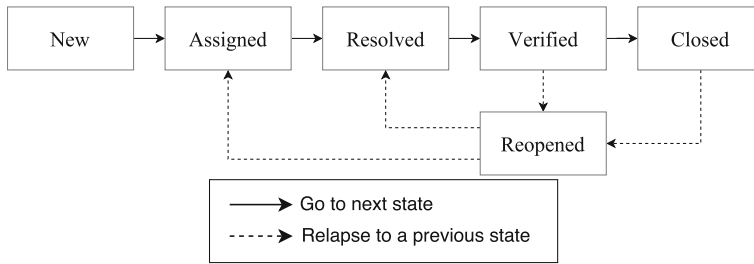 New
Assigned
Resolved
Verified
Closed
Reopened
Go to next state
Relapse to a previous state